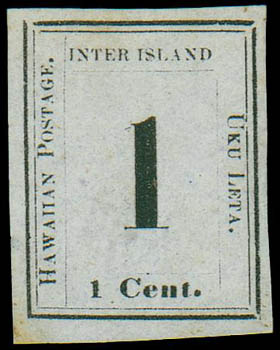 INTER ISLAND
HAWAIIAN POSTAGE.
1
UKU LETA.
1 Cent.